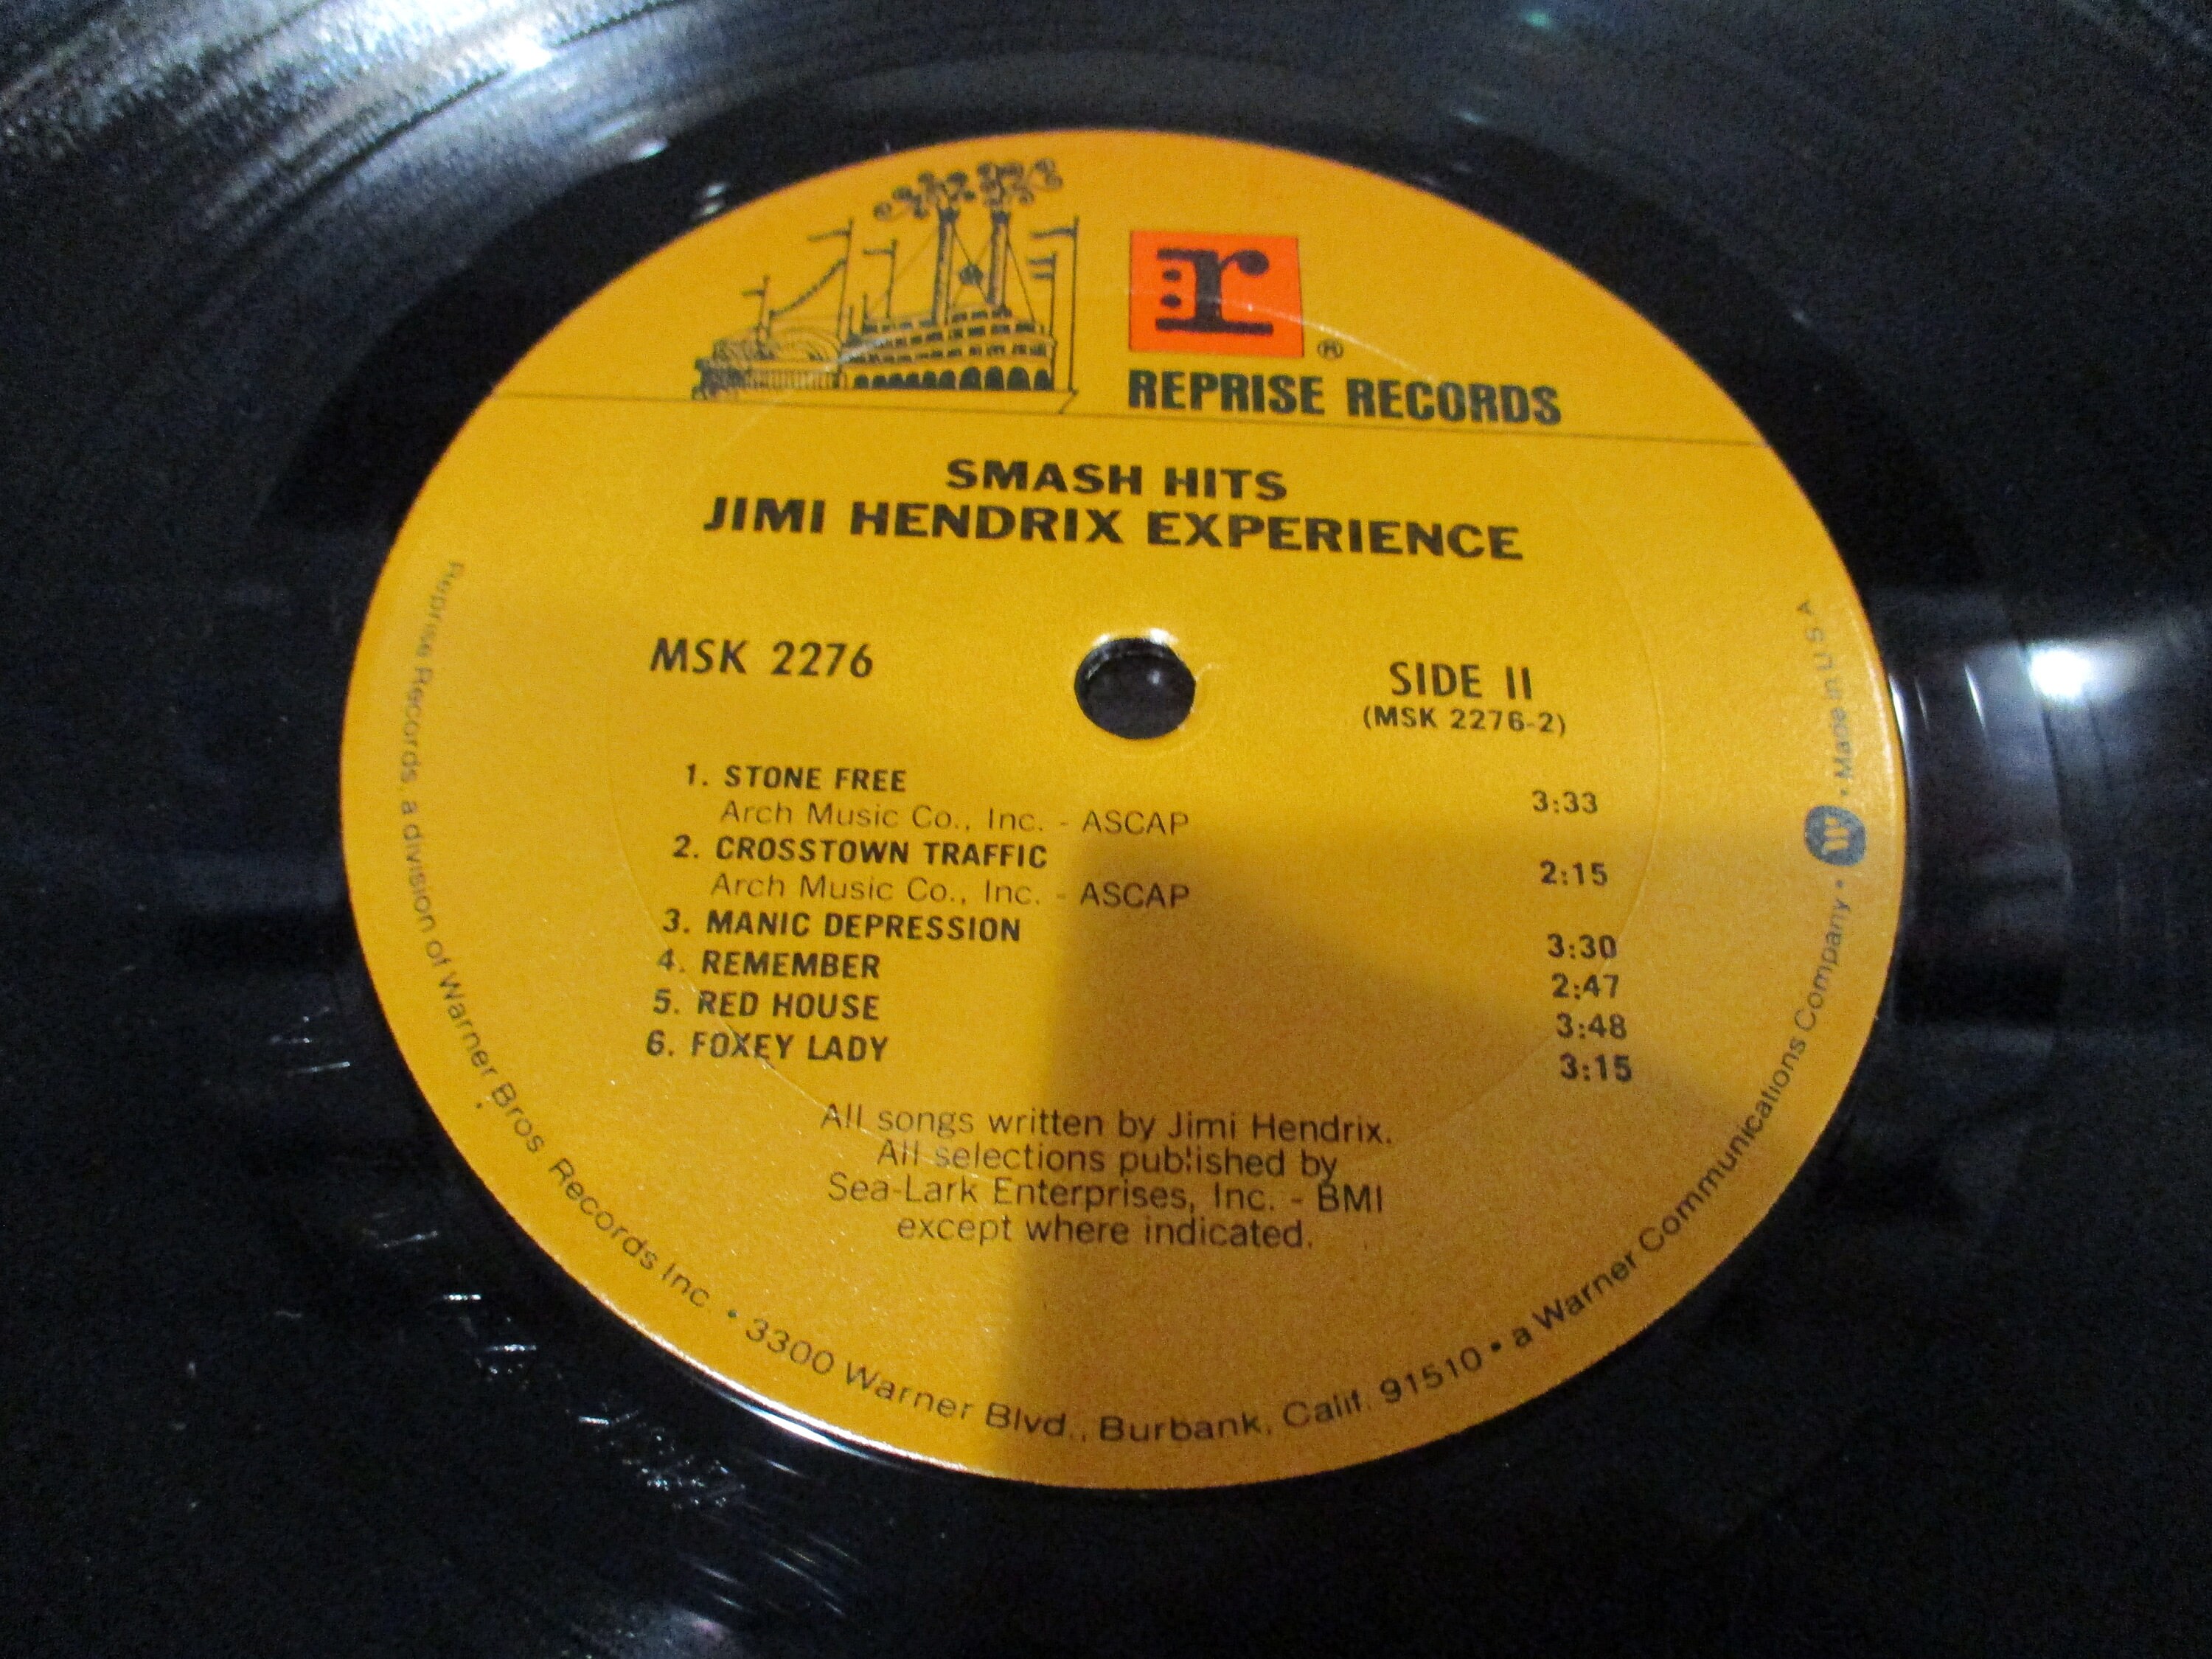 r
®
REPRISE RECORDS
SMASH HITS
JIMI HENDRIX EXPERIENCE
MSK 2276
SIDE II
(MSK 2276-2)
1. STONE FREE 3:33
Arch Music Co., Inc. - ASCAP
2. CROSSTOWN TRAFFIC 2:15
Arch Music Co., Inc. - ASCAP
3. MANIC DEPRESSION 3:30
4. REMEMBER 2:47
5. RED HOUSE 3:48
6. FOXEY LADY 3:15
All songs written by Jimi Hendrix.
All selections published by
Sea-Lark Enterprises, Inc. - BMI
except where indicated.
Reprise Records, a division of Warner Bros Records Inc. • 3300 Warner Blvd., Burbank, Calif. 91510 • a Warner Communications Company • W • Made in U.S.A.